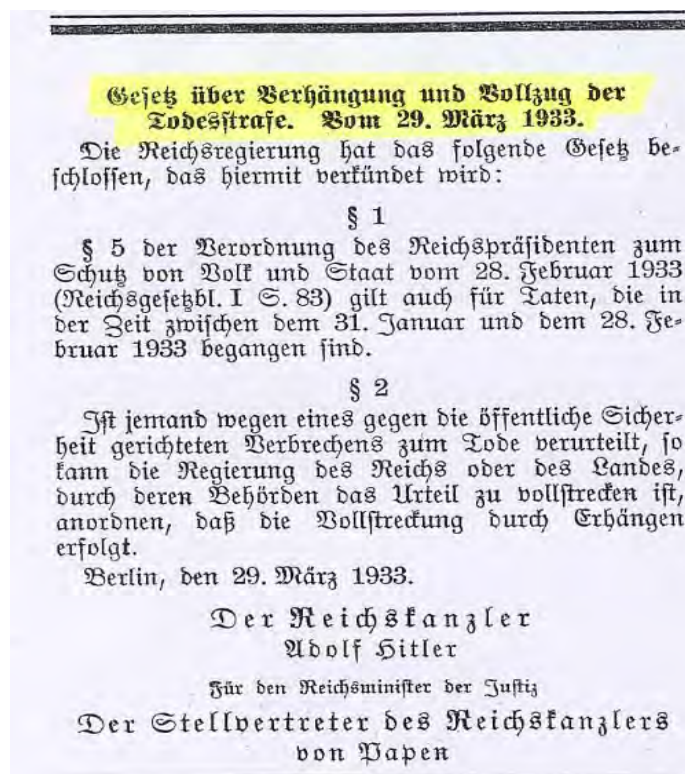 Gesetz über Verhängung und Vollzug der
Todesstrafe. Vom 29. März 1933.
Die Reichsregierung hat das folgende Gesetz be-
schlossen, das hiermit verkündet wird:
§ 1
§ 5 der Verordnung des Reichspräsidenten zum
Schutz von Volk und Staat vom 28. Februar 1933
(Reichsgesetzbl. I S. 83) gilt auch für Taten, die in
der Zeit zwischen dem 31. Januar und dem 28. Fe-
bruar 1933 begangen sind.
§ 2
Ist jemand wegen eines gegen die öffentliche Sicher-
heit gerichteten Verbrechens zum Tode verurteilt, so
kann die Regierung des Reichs oder des Landes,
durch deren Behörden das Urteil zu vollstrecken ist,
anordnen, daß die Vollstreckung durch Erhängen
erfolgt.
Berlin, den 29. März 1933.
Der Reichskanzler
Adolf Hitler
Für den Reichsminister der Justiz
Der Stellvertreter des Reichskanzlers
von Papen